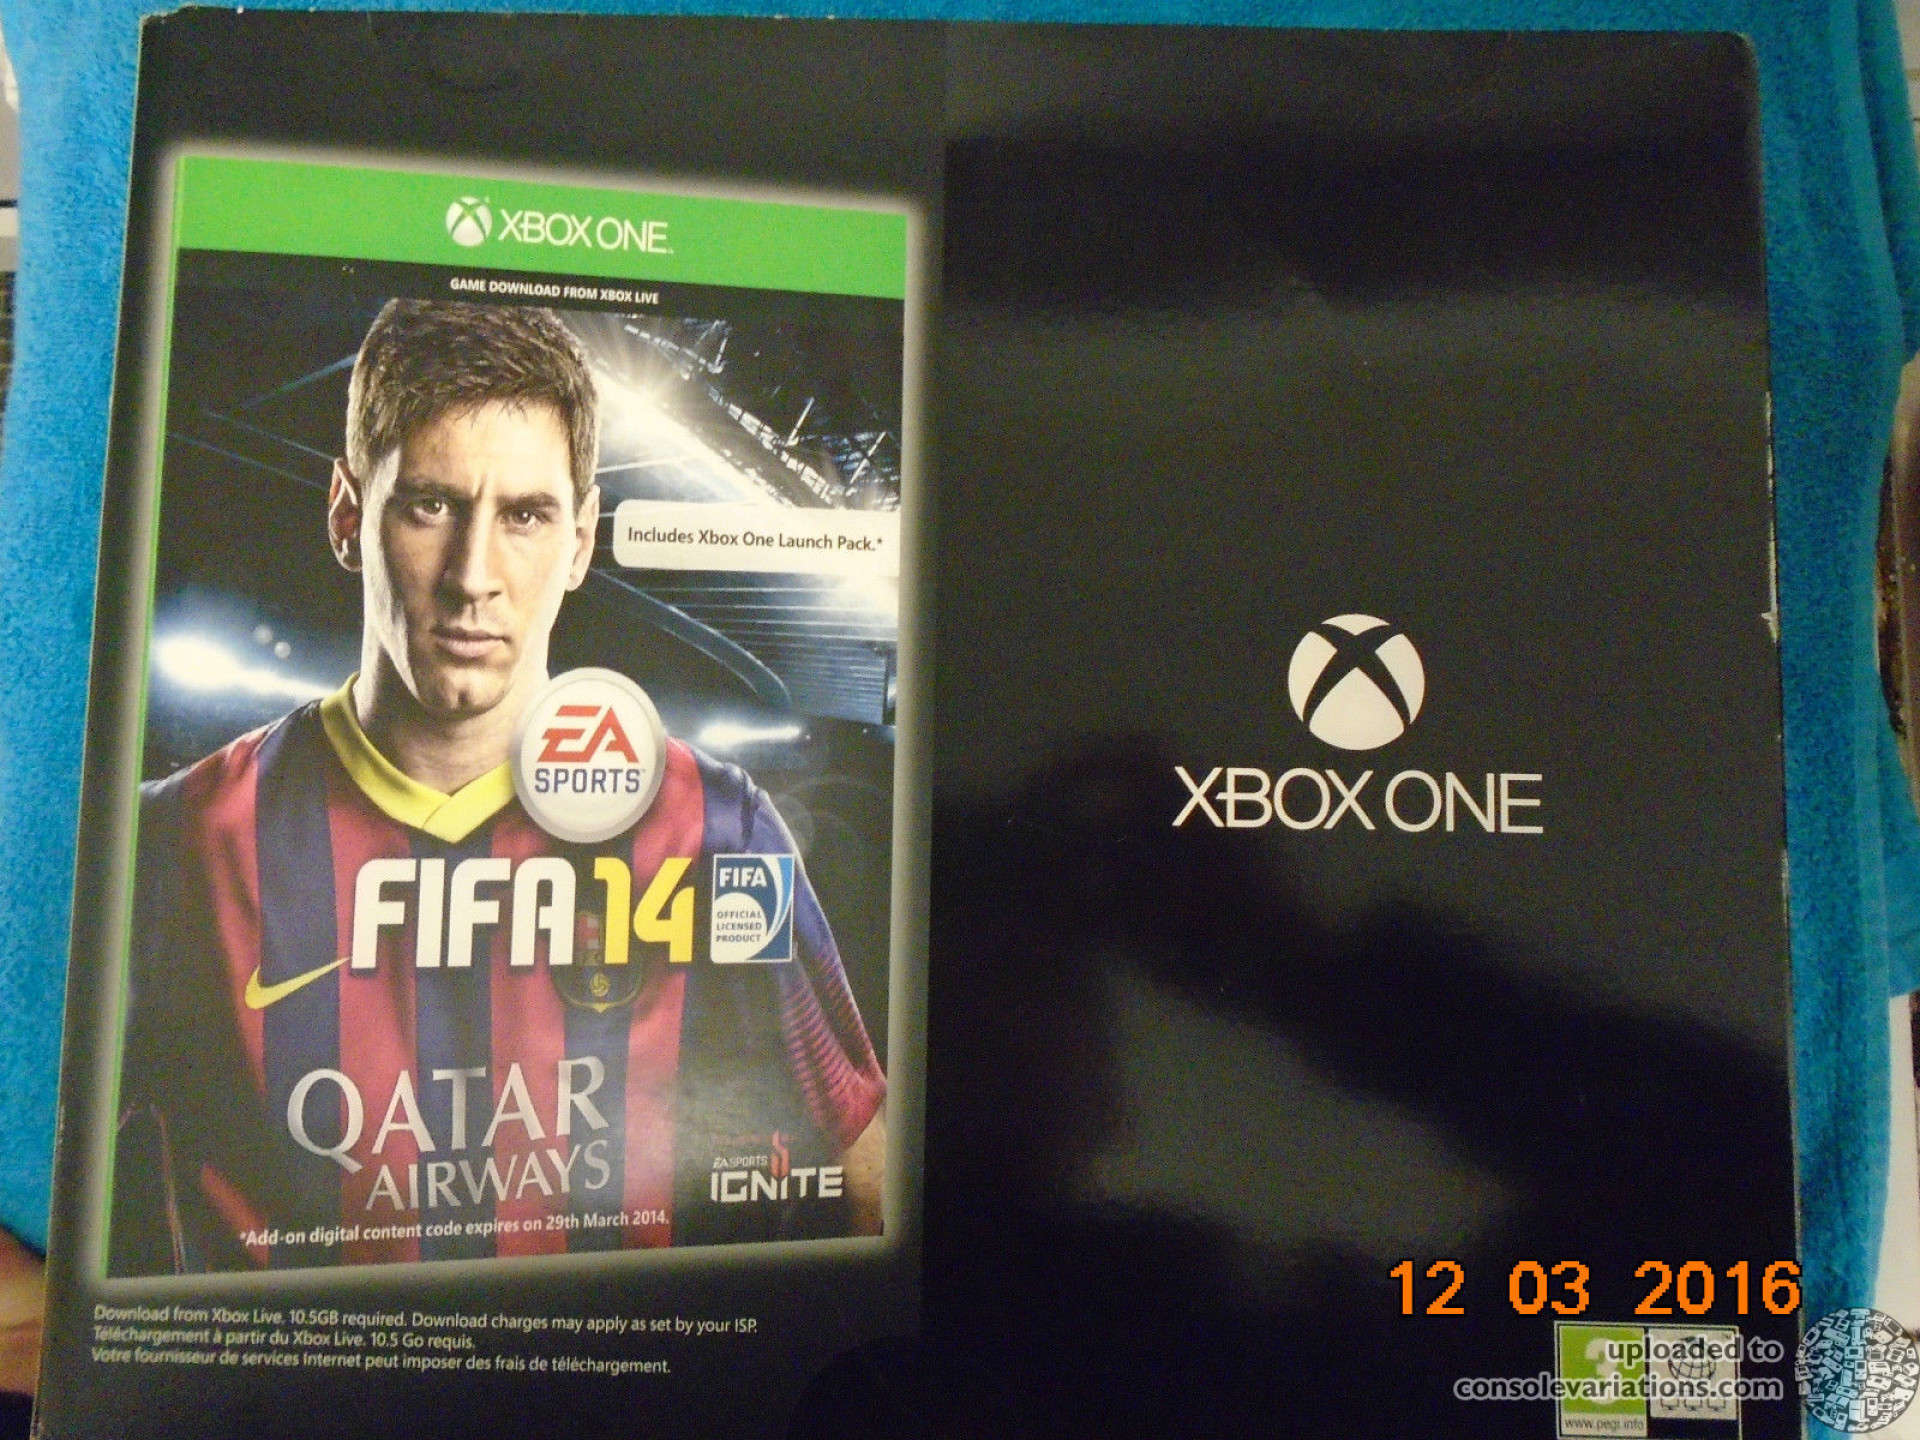 XBOX ONE
GAME DOWNLOAD FROM XBOX LIVE
Includes Xbox One Launch Pack.*
EA
SPORTS
FIFA 14
FIFA
OFFICIAL
LICENSED
PRODUCT
QATAR
AIRWAYS
EA SPORTS
IGNITE
*Add-on digital content code expires on 29th March 2014.
Download from Xbox Live. 10.5GB required. Download charges may apply as set by your ISP.
Téléchargement à partir du Xbox Live. 10.5 Go requis.
Votre fournisseur de services Internet peut imposer des frais de téléchargement.
XBOX ONE
12 03 2016
3
www.pegi.info
uploaded to
consolevariations.com